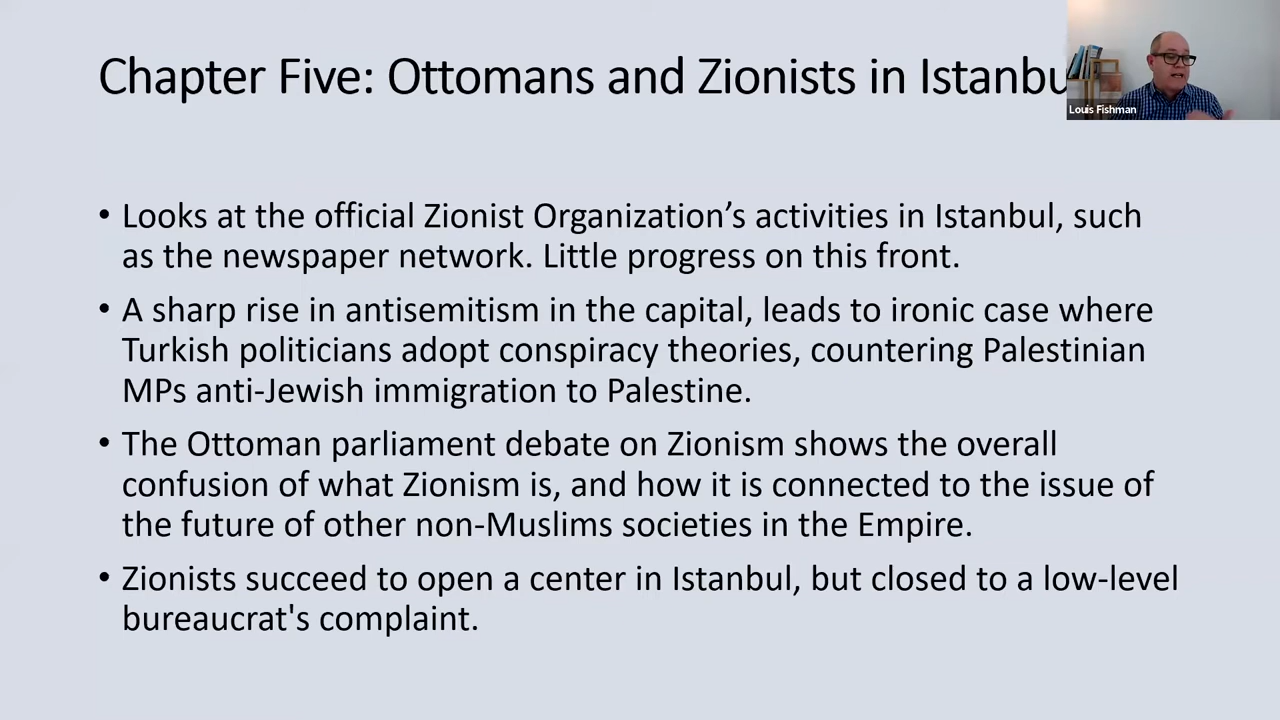 Chapter Five: Ottomans and Zionists in Istanbu
Louis Fishman
• Looks at the official Zionist Organization’s activities in Istanbul, such
as the newspaper network. Little progress on this front.
• A sharp rise in antisemitism in the capital, leads to ironic case where
Turkish politicians adopt conspiracy theories, countering Palestinian
MPs anti-Jewish immigration to Palestine.
• The Ottoman parliament debate on Zionism shows the overall
confusion of what Zionism is, and how it is connected to the issue of
the future of other non-Muslims societies in the Empire.
• Zionists succeed to open a center in Istanbul, but closed to a low-level
bureaucrat's complaint.